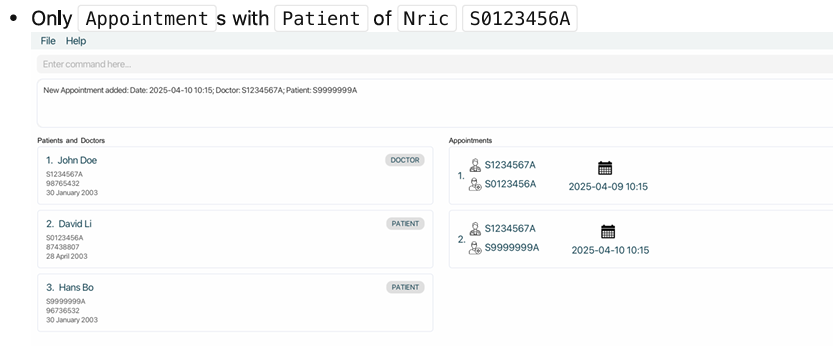 • Only Appointments with Patient of Nric S0123456A
File Help
Enter command here...
New Appointment added: Date: 2025-04-10 10:15; Doctor: S1234567A; Patient: S9999999A
Patients and Doctors
1. John Doe
DOCTOR
S1234567A
98765432
30 January 2003
2. David Li
PATIENT
S0123456A
87438807
28 April 2003
3. Hans Bo
PATIENT
S9999999A
96736532
30 January 2003
Appointments
1.
S1234567A
S0123456A
2025-04-09 10:15
2.
S1234567A
S9999999A
2025-04-10 10:15